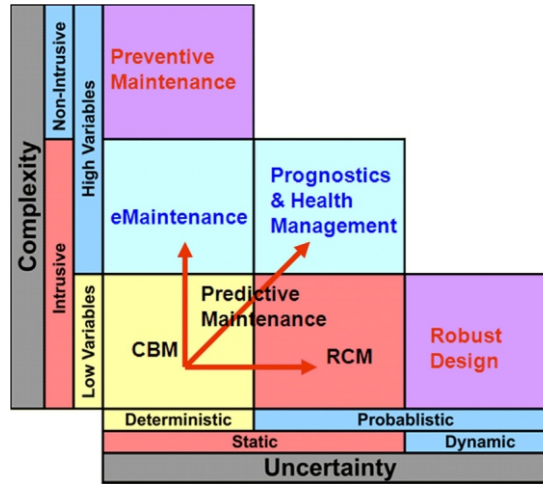 Complexity
Non-Intrusive
Intrusive
High Variables
Low Variables
Preventive
Maintenance
eMaintenance
Prognostics
& Health
Management
Predictive
Maintenance
CBM
RCM
Robust
Design
Deterministic
Probablistic
Static
Dynamic
Uncertainty